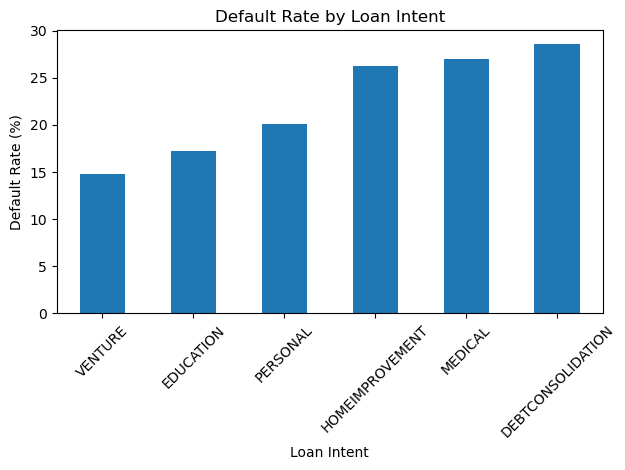 Default Rate by Loan Intent
Default Rate (%)
30
25
20
15
10
5
0
VENTURE
EDUCATION
PERSONAL
HOMEIMPROVEMENT
MEDICAL
DEBTCONSOLIDATION
Loan Intent